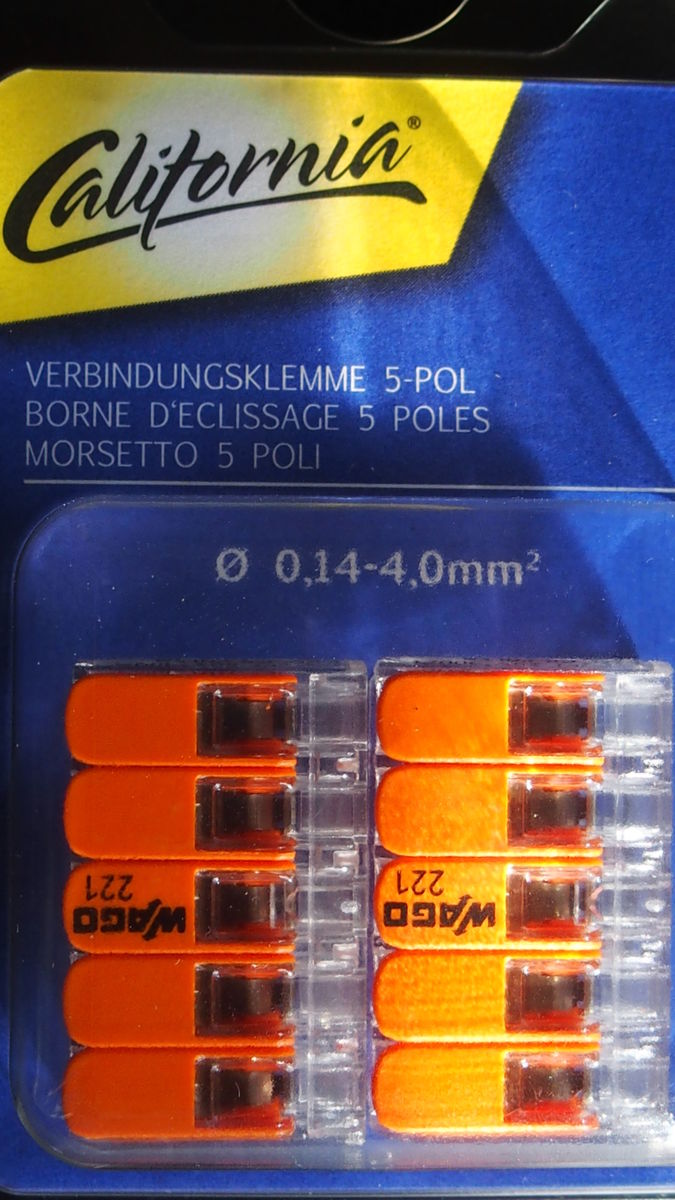 California®
VERBINDUNGSKLEMME 5-POL
BORNE D'ECLISSAGE 5 POLES
MORSETTO 5 POLI
Ø 0,14-4,0mm²
WAGO
221
WAGO
221